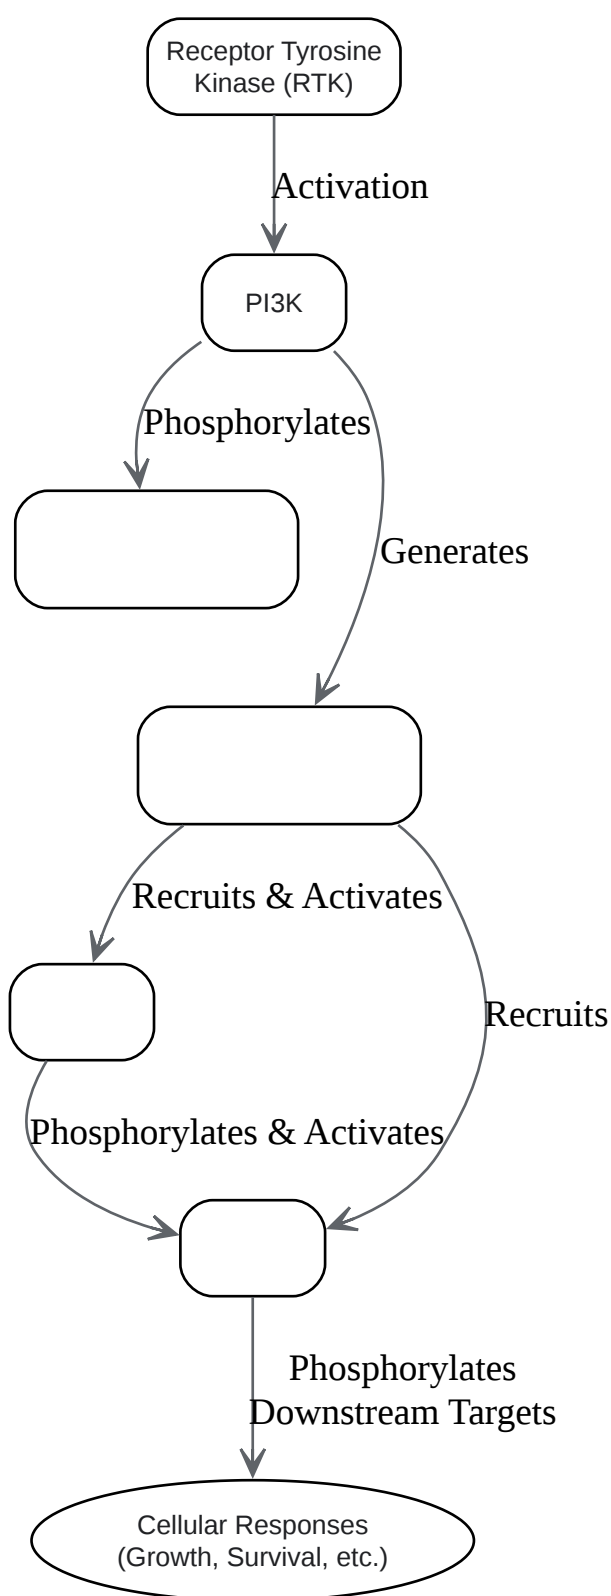 Receptor Tyrosine
Kinase (RTK)
Activation
PI3K
Phosphorylates
Generates
Recruits & Activates
Recruits
Phosphorylates & Activates
Phosphorylates
Downstream Targets
Cellular Responses
(Growth, Survival, etc.)